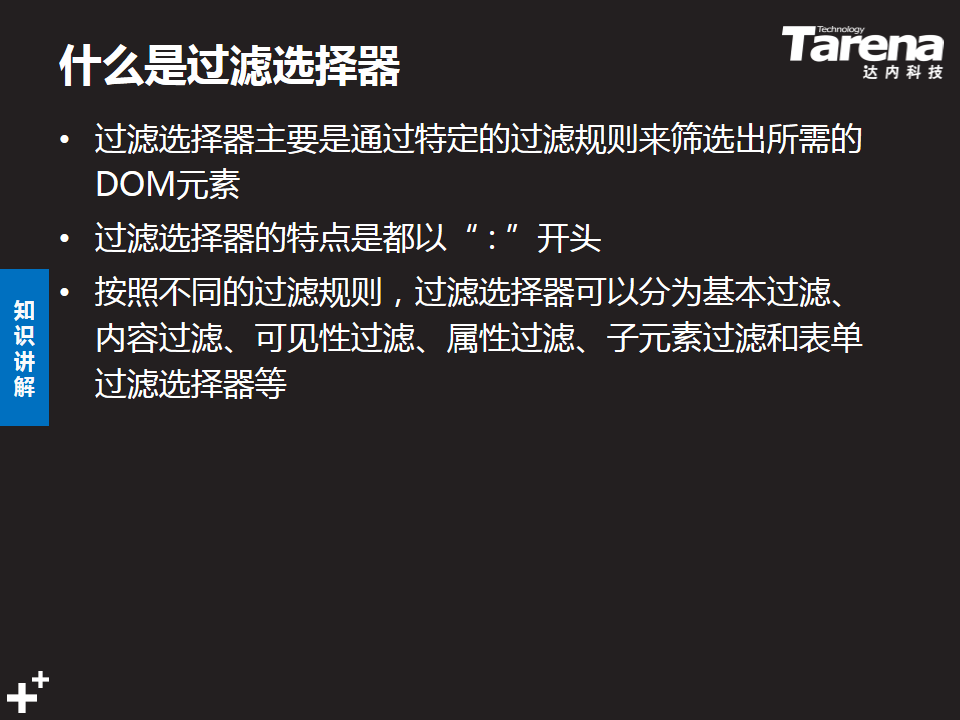 什么是过滤选择器
Technology
Tarena
达内科技
• 过滤选择器主要是通过特定的过滤规则来筛选出所需的
DOM元素
• 过滤选择器的特点是都以“:”开头
• 按照不同的过滤规则，过滤选择器可以分为基本过滤、
内容过滤、可见性过滤、属性过滤、子元素过滤和表单
过滤选择器等
知
识
讲
解